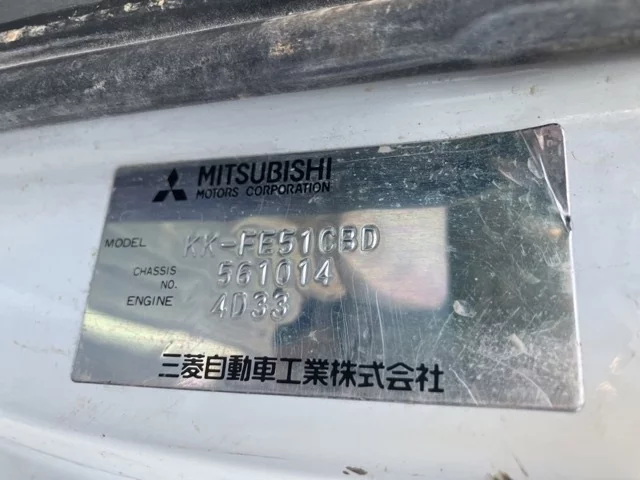 MITSUBISHI
MOTORS CORPORATION
MODEL KK-FE51CBD
CHASSIS NO. 561014
ENGINE 4D33
三菱自動車工業株式会社